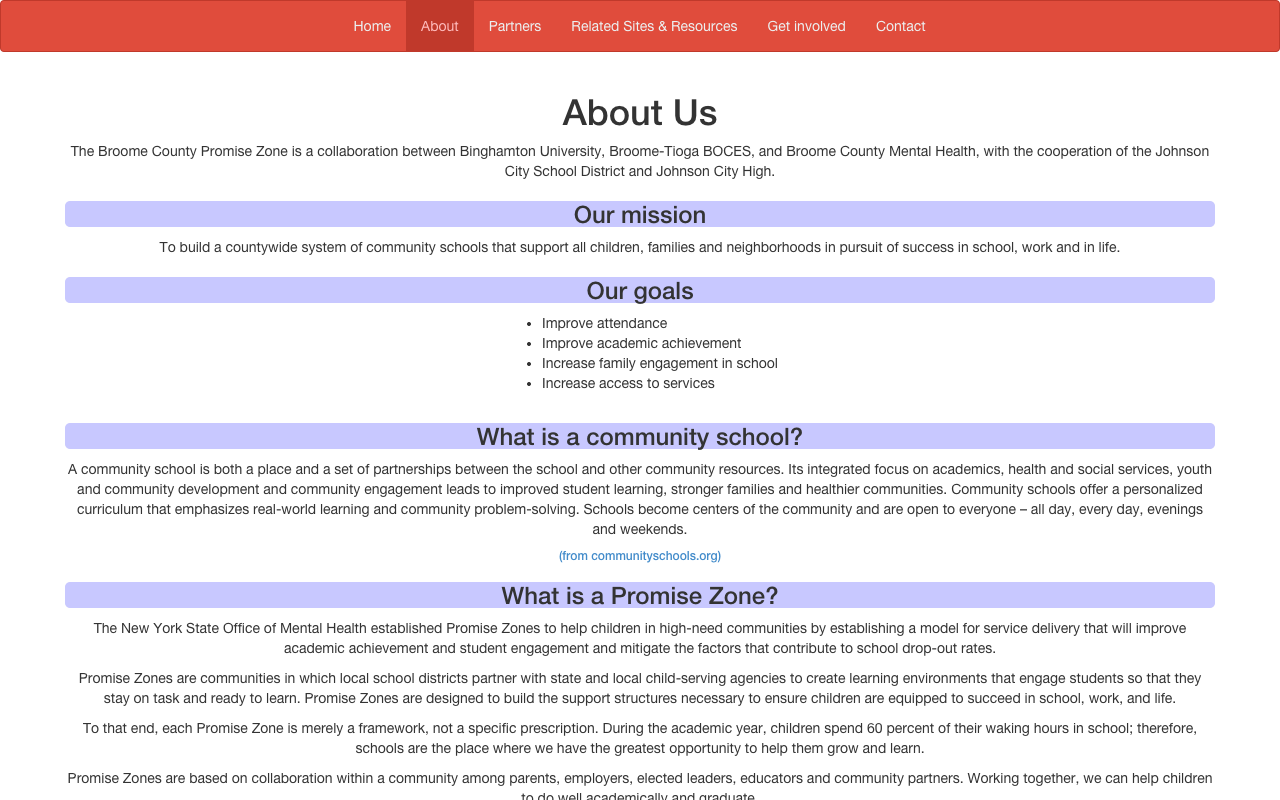 Home About Partners Related Sites & Resources Get involved Contact
About Us
The Broome County Promise Zone is a collaboration between Binghamton University, Broome-Tioga BOCES, and Broome County Mental Health, with the cooperation of the Johnson
City School District and Johnson City High.
Our mission
To build a countywide system of community schools that support all children, families and neighborhoods in pursuit of success in school, work and in life.
Our goals
• Improve attendance
• Improve academic achievement
• Increase family engagement in school
• Increase access to services
What is a community school?
A community school is both a place and a set of partnerships between the school and other community resources. Its integrated focus on academics, health and social services, youth
and community development and community engagement leads to improved student learning, stronger families and healthier communities. Community schools offer a personalized
curriculum that emphasizes real-world learning and community problem-solving. Schools become centers of the community and are open to everyone – all day, every day, evenings
and weekends.
(from communityschools.org)
What is a Promise Zone?
The New York State Office of Mental Health established Promise Zones to help children in high-need communities by establishing a model for service delivery that will improve
academic achievement and student engagement and mitigate the factors that contribute to school drop-out rates.
Promise Zones are communities in which local school districts partner with state and local child-serving agencies to create learning environments that engage students so that they
stay on task and ready to learn. Promise Zones are designed to build the support structures necessary to ensure children are equipped to succeed in school, work, and life.
To that end, each Promise Zone is merely a framework, not a specific prescription. During the academic year, children spend 60 percent of their waking hours in school; therefore,
schools are the place where we have the greatest opportunity to help them grow and learn.
Promise Zones are based on collaboration within a community among parents, employers, elected leaders, educators and community partners. Working together, we can help children
to do well academically and graduate.